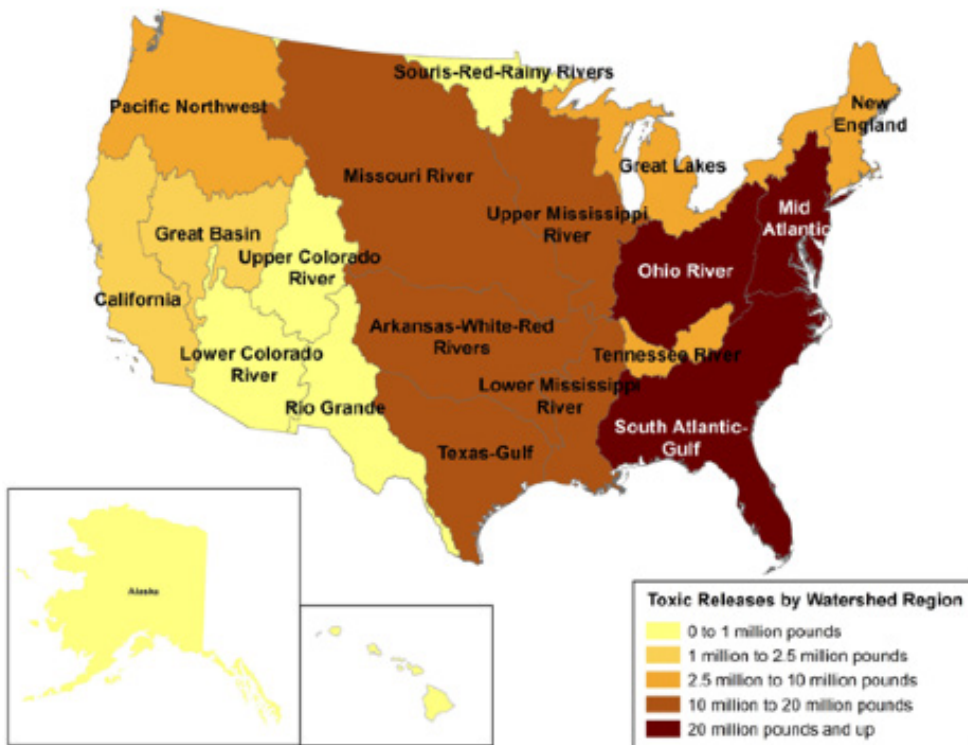 Souris-Red-Rainy Rivers
Pacific Northwest
New
England
Great Lakes
Missouri River
Upper Mississippi
River
Mid
Atlantic
Great Basin
Upper Colorado
River
Ohio River
California
Arkansas-White-Red
Rivers
Tennessee River
Lower Colorado
River
Lower Mississippi
River
Rio Grande
South Atlantic-
Gulf
Texas-Gulf
Alaska
Toxic Releases by Watershed Region
0 to 1 million pounds
1 million to 2.5 million pounds
2.5 million to 10 million pounds
10 million to 20 million pounds
20 million pounds and up